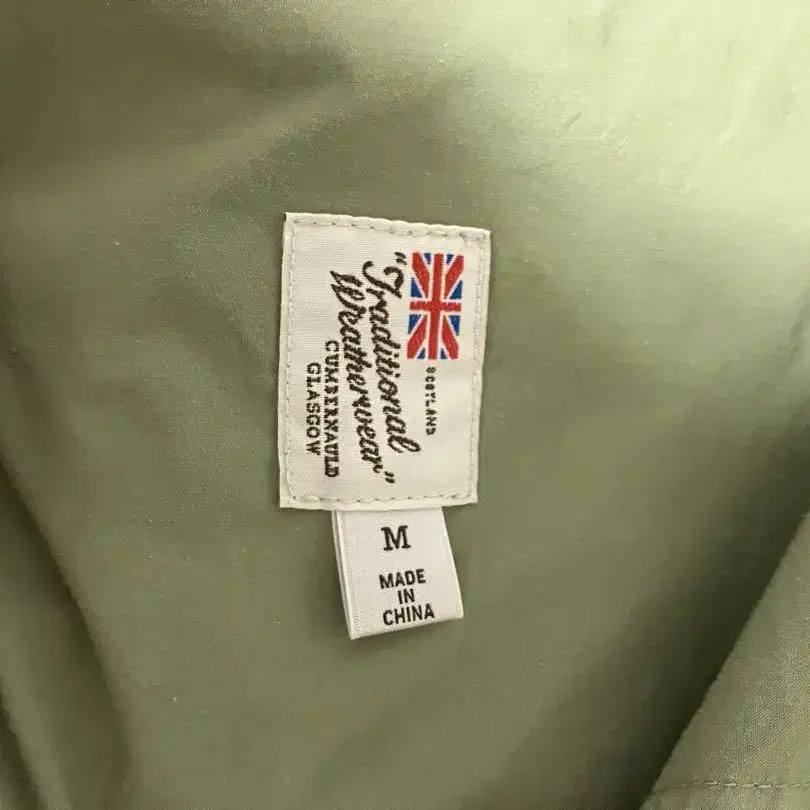 SCOTLAND
"Traditional
Weatherwear"
CUMBERNAULD
GLASGOW
M
MADE
IN
CHINA